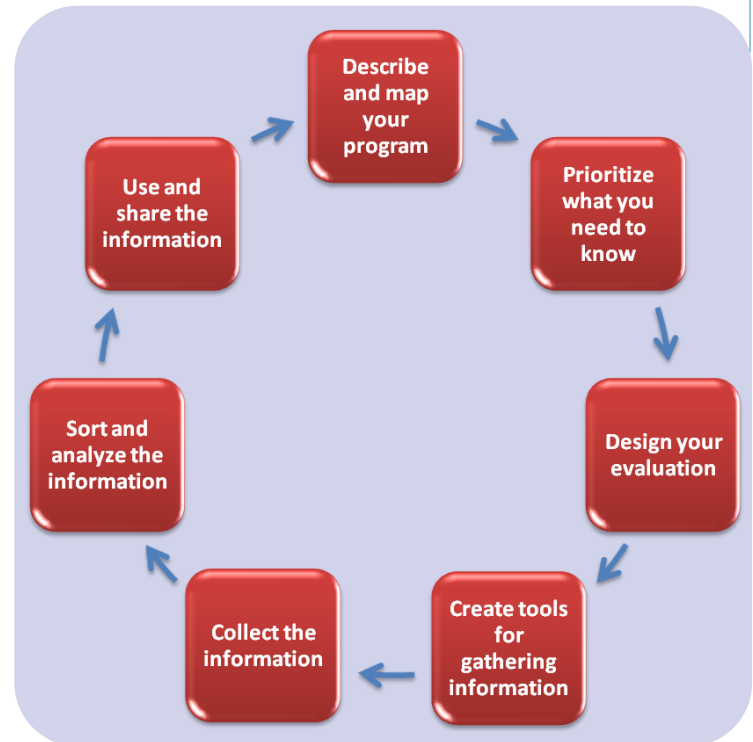 Describe
and map
your
program
Prioritize
what you
need to
know
Design your
evaluation
Create tools
for
gathering
information
Collect the
information
Sort and
analyze the
information
Use and
share the
information